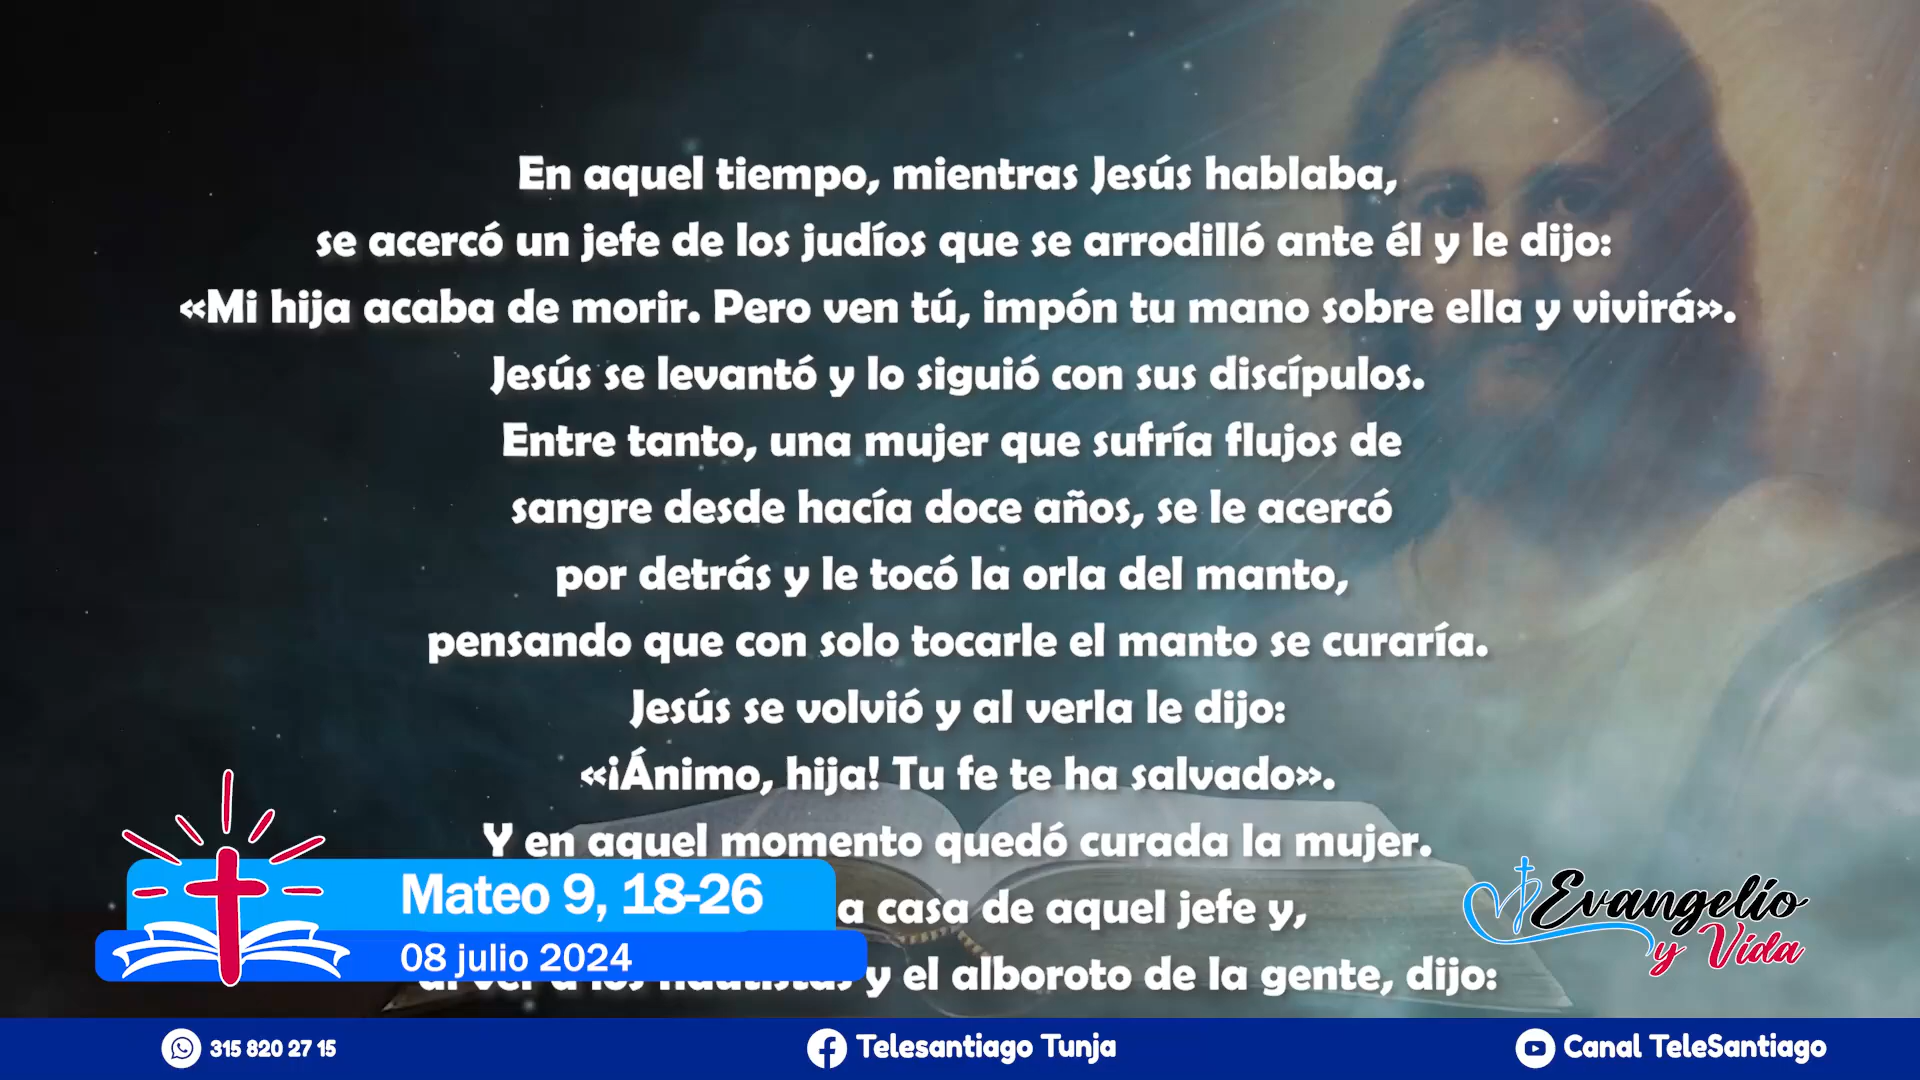 En aquel tiempo, mientras Jesús hablaba,
se acercó un jefe de los judíos que se arrodilló ante él y le dijo:
«Mi hija acaba de morir. Pero ven tú, impón tu mano sobre ella y vivirá».
Jesús se levantó y lo siguió con sus discípulos.
Entre tanto, una mujer que sufría flujos de
sangre desde hacía doce años, se le acercó
por detrás y le tocó la orla del manto,
pensando que con solo tocarle el manto se curaría.
Jesús se volvió y al verla le dijo:
«¡Ánimo, hija! Tu fe te ha salvado».
Y en aquel momento quedó curada la mujer.
a casa de aquel jefe y,
y el alboroto de la gente, dijo:
Mateo 9, 18-26
08 julio 2024
Evangelio
y Vida
315 820 27 15
Telesantiago Tunja
Canal TeleSantiago